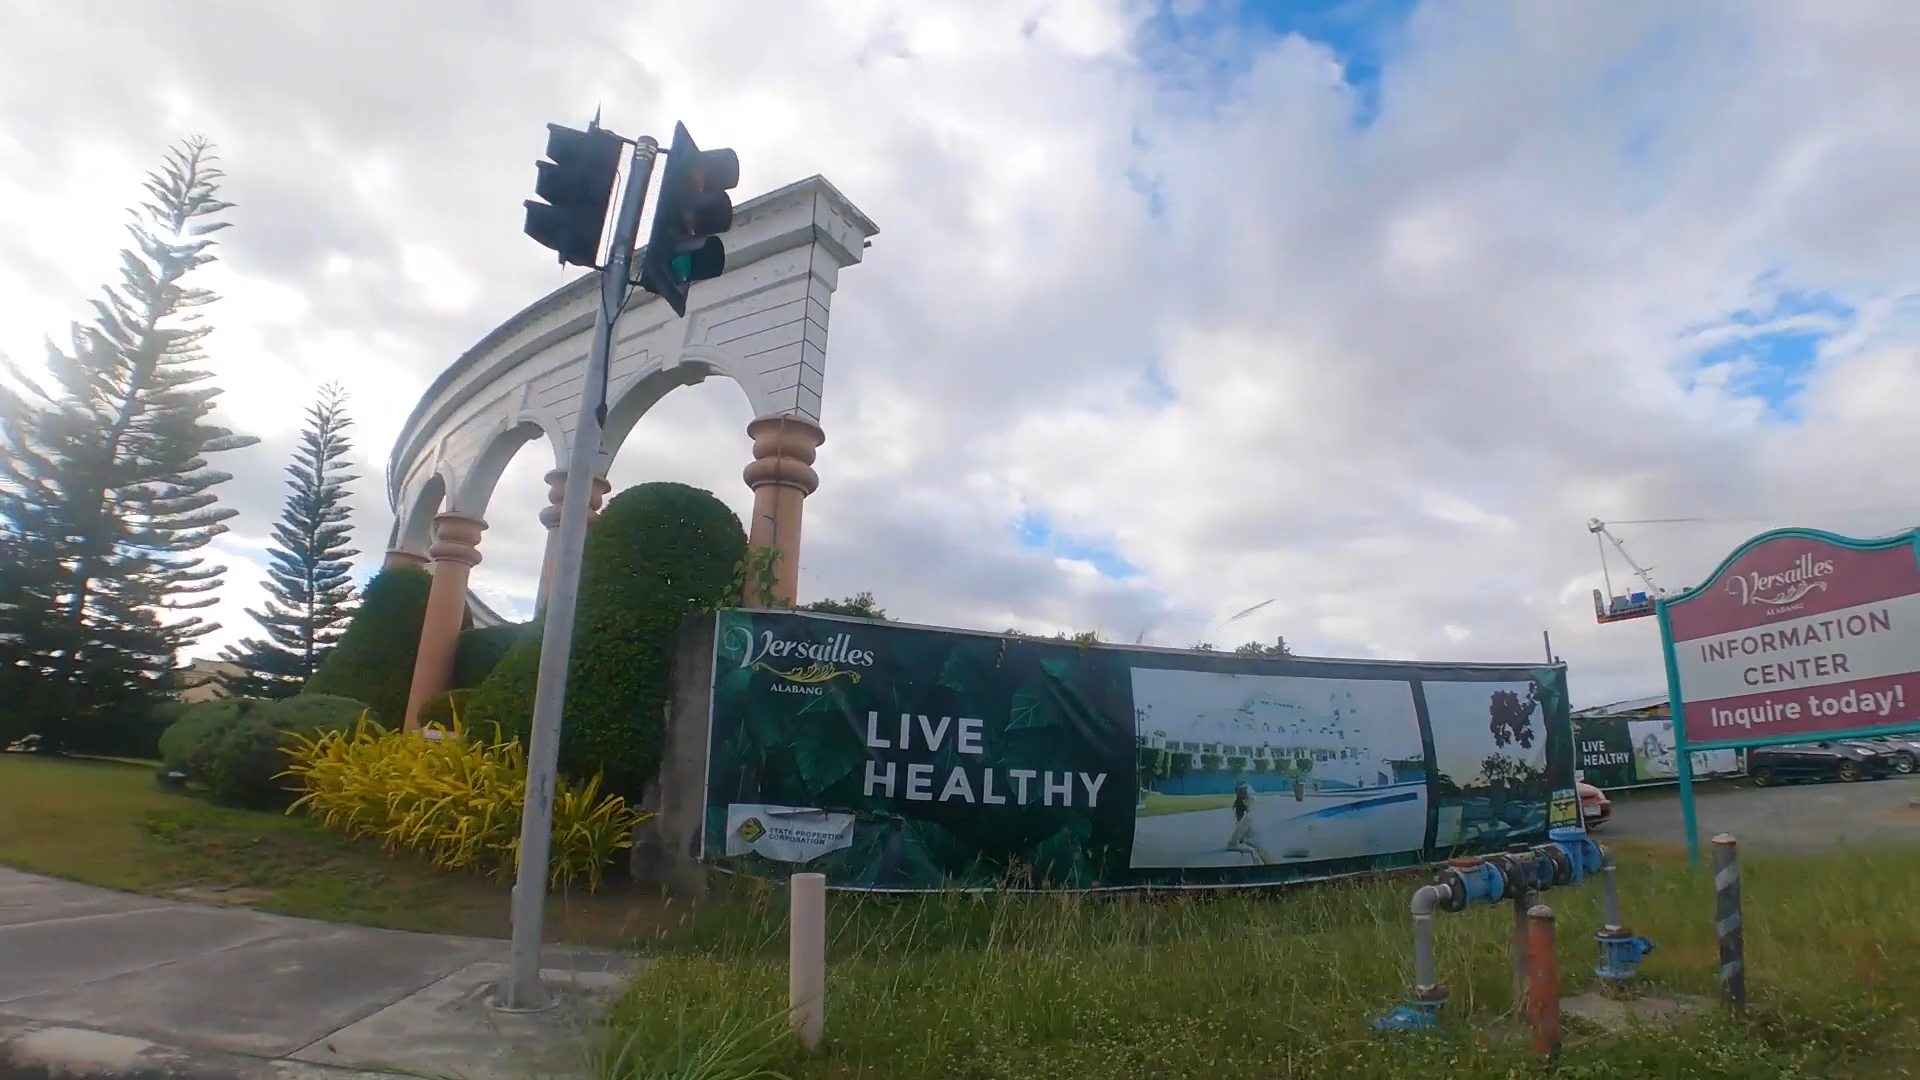 Versailles
ALABANG
LIVE
HEALTHY
STATE PROPERTIES
CORPORATION
LIVE
HEALTHY
Versailles
ALABANG
INFORMATION
CENTER
Inquire today!